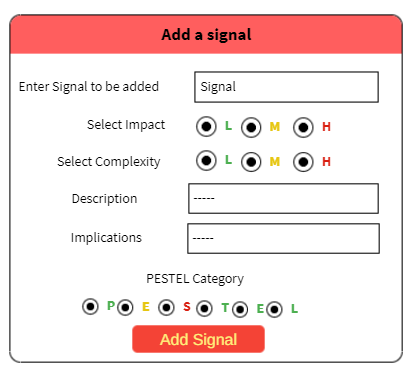 Add a signal
Enter Signal to be added Signal
Select Impact L M H
Select Complexity L M H
Description -----
Implications -----
PESTEL Category
P E S T E L
Add Signal